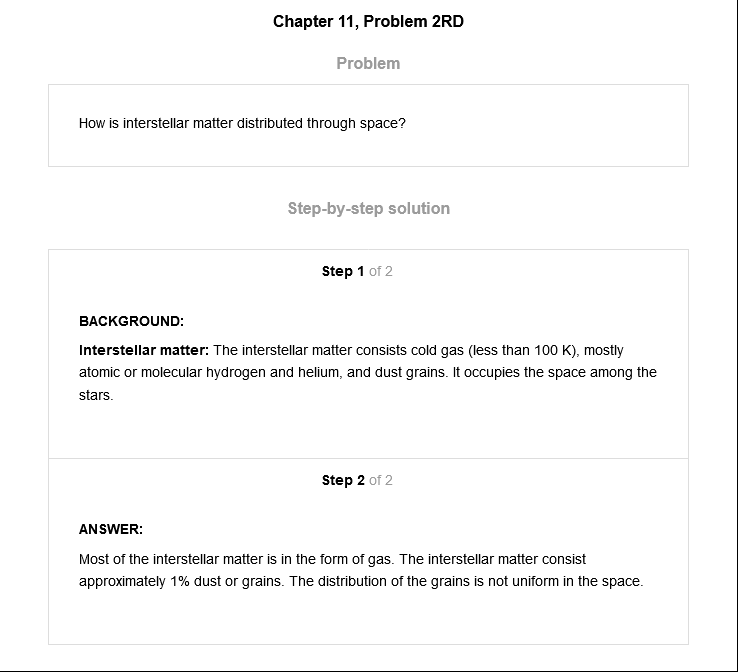 Chapter 11, Problem 2RD
Problem
How is interstellar matter distributed through space?
Step-by-step solution
Step 1 of 2
BACKGROUND:
Interstellar matter: The interstellar matter consists cold gas (less than 100 K), mostly
atomic or molecular hydrogen and helium, and dust grains. It occupies the space among the
stars.
Step 2 of 2
ANSWER:
Most of the interstellar matter is in the form of gas. The interstellar matter consist
approximately 1% dust or grains. The distribution of the grains is not uniform in the space.